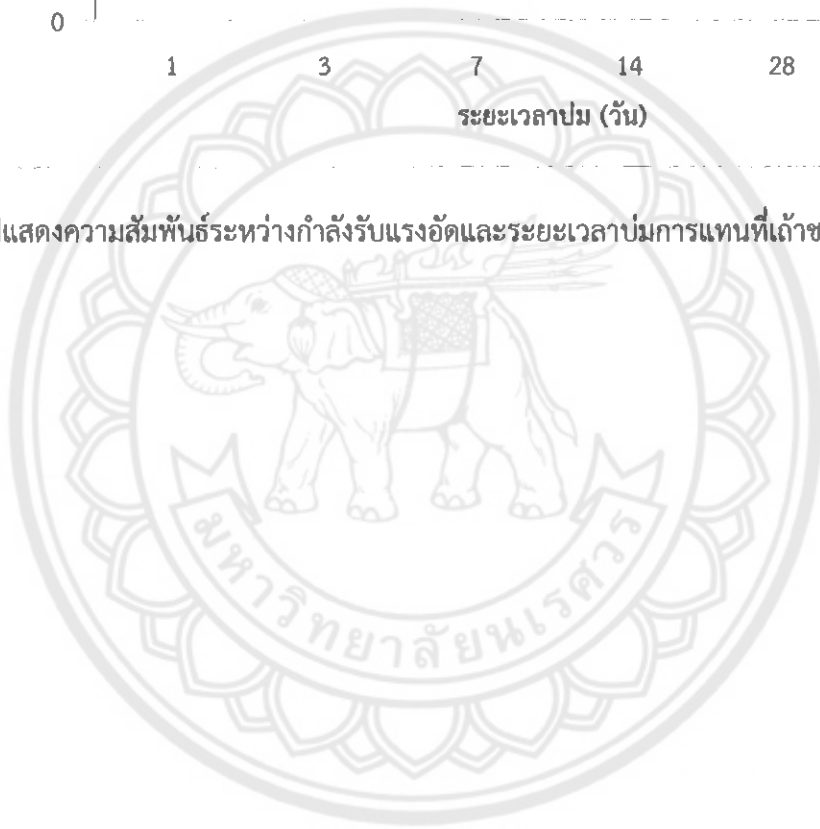 0
1 3 7 14 28
ระยะเวลาปม (วัน)
แสดงความสัมพันธ์ระหว่างกำลังรับแรงอัดและระยะเวลาบ่มการแทนที่เถ้าช
มหาวิทยาลัยนเรศวร